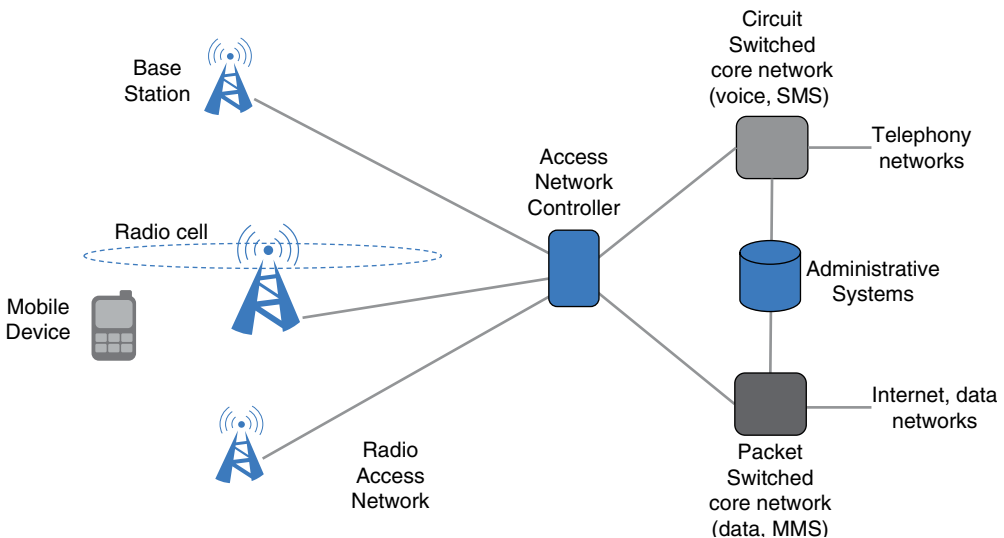 Base
Station
Radio cell
Mobile
Device
Radio
Access
Network
Access
Network
Controller
Circuit
Switched
core network
(voice, SMS)
Telephony
networks
Administrative
Systems
Internet, data
networks
Packet
Switched
core network
(data, MMS)